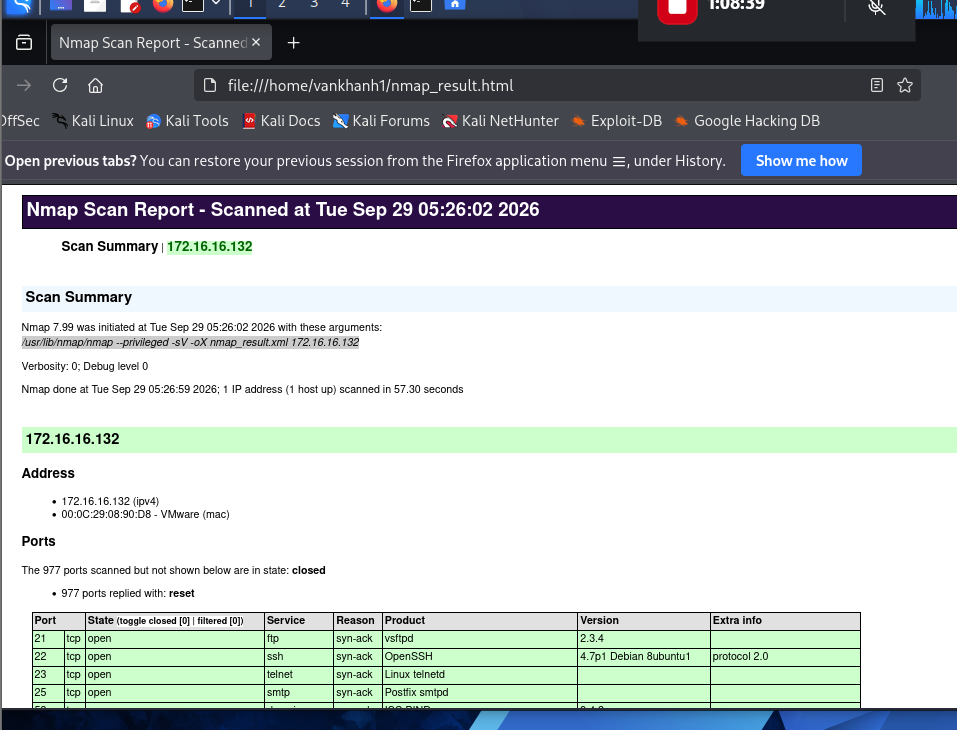 1 2 3 4
1:08:39
Nmap Scan Report - Scanned
file:///home/vankhanh1/nmap_result.html
OffSec Kali Linux Kali Tools Kali Docs Kali Forums Kali NetHunter Exploit-DB Google Hacking DB
Open previous tabs? You can restore your previous session from the Firefox application menu ☰, under History. Show me how
Nmap Scan Report - Scanned at Tue Sep 29 05:26:02 2026
Scan Summary | 172.16.16.132
Scan Summary
Nmap 7.99 was initiated at Tue Sep 29 05:26:02 2026 with these arguments:
/usr/lib/nmap/nmap --privileged -sV -oX nmap_result.xml 172.16.16.132
Verbosity: 0; Debug level 0
Nmap done at Tue Sep 29 05:26:59 2026; 1 IP address (1 host up) scanned in 57.30 seconds
172.16.16.132
Address
• 172.16.16.132 (ipv4)
• 00:0C:29:08:90:D8 - VMware (mac)
Ports
The 977 ports scanned but not shown below are in state: closed
• 977 ports replied with: reset
Port State (toggle closed [0] | filtered [0]) Service Reason Product Version Extra info
21 tcp open ftp syn-ack vsftpd 2.3.4
22 tcp open ssh syn-ack OpenSSH 4.7p1 Debian 8ubuntu1 protocol 2.0
23 tcp open telnet syn-ack Linux telnetd
25 tcp open smtp syn-ack Postfix smtpd